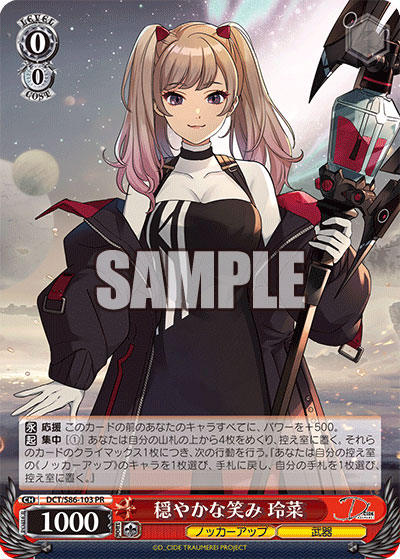 LEVEL
0
0
COST
SAMPLE
永 応援 このカードの前のあなたのキャラすべてに、パワーを＋500。
起 集中 [①] あなたは自分の山札の上から4枚をめくり、控え室に置く。それら
のカードのクライマックス1枚につき、次の行動を行う。『あなたは自分の控え室
の《ノッカーアップ》のキャラを1枚選び、手札に戻し、自分の手札を1枚選び、
控え室に置く。』
CH DCT/S86-103 PR
1000
穏やかな笑み 玲菜
ノッカーアップ 武器
©D_CIDE TRAUMEREI PROJECT